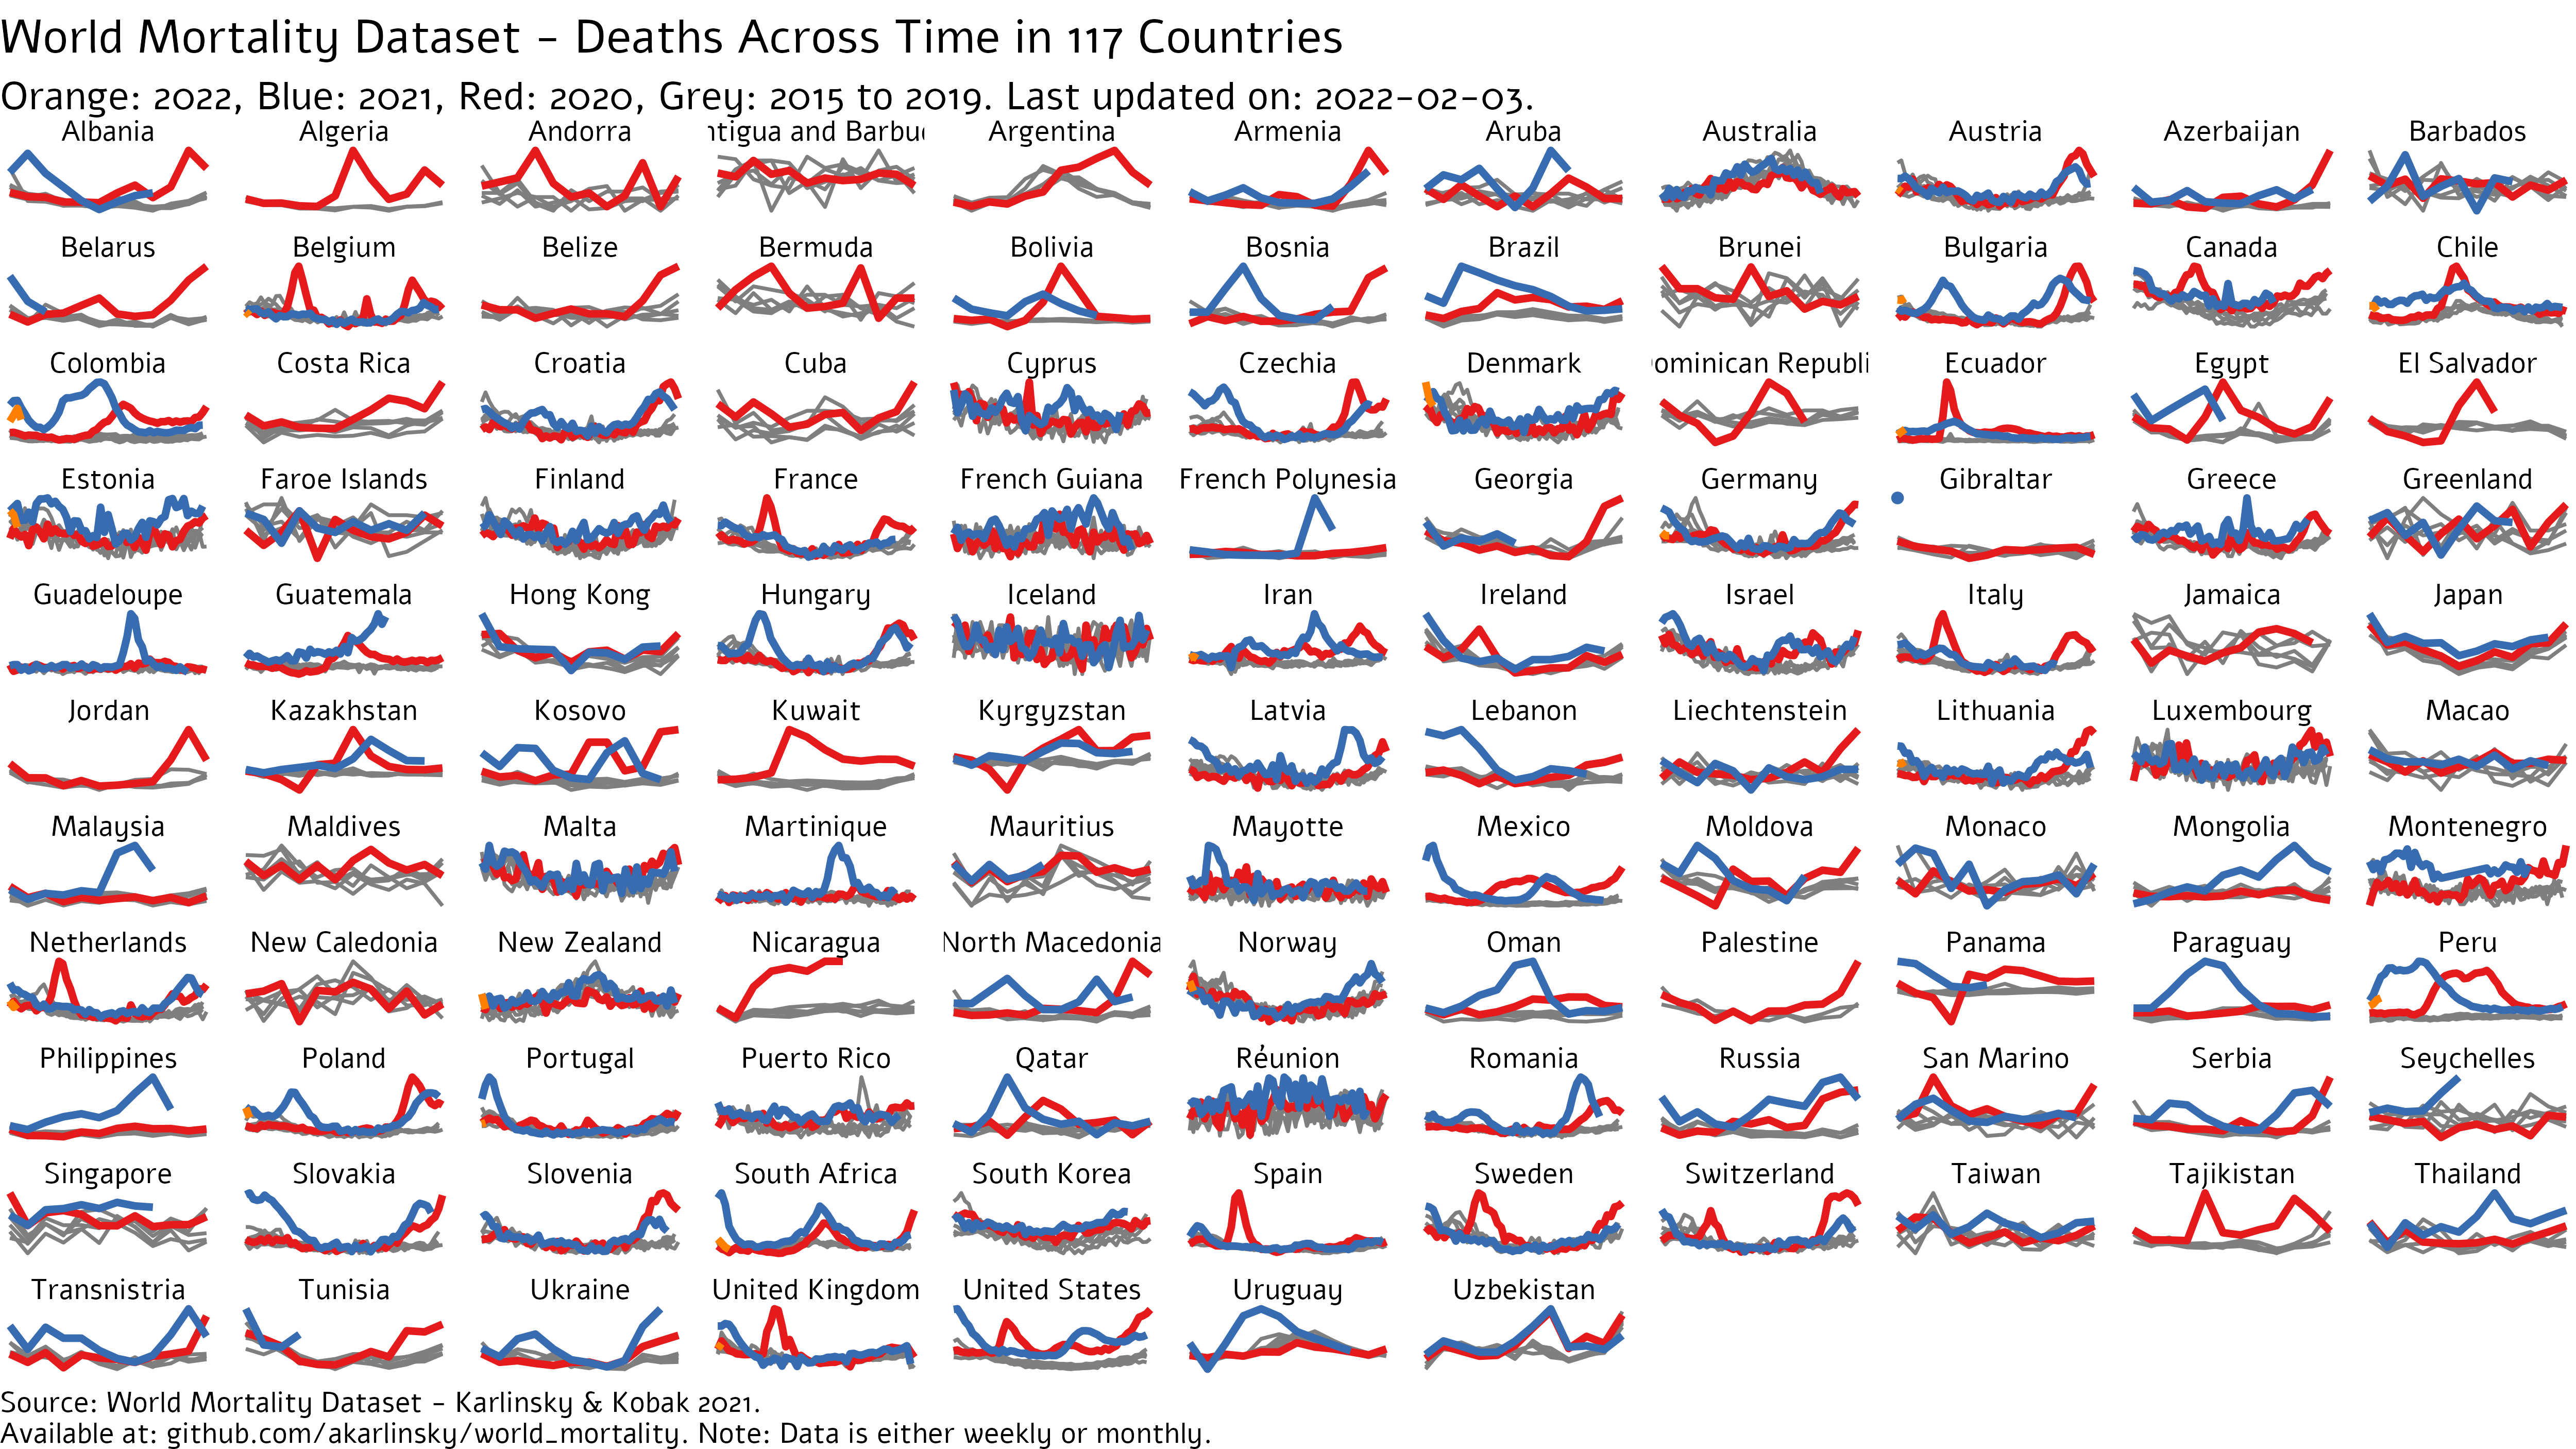 World Mortality Dataset - Deaths Across Time in 117 Countries
Orange: 2022, Blue: 2021, Red: 2020, Grey: 2015 to 2019. Last updated on: 2022-02-03.
Albania Algeria Andorra ntigua and Barbu Argentina Armenia Aruba Australia Austria Azerbaijan Barbados
Belarus Belgium Belize Bermuda Bolivia Bosnia Brazil Brunei Bulgaria Canada Chile
Colombia Costa Rica Croatia Cuba Cyprus Czechia Denmark ominican Republi Ecuador Egypt El Salvador
Estonia Faroe Islands Finland France French Guiana French Polynesia Georgia Germany Gibraltar Greece Greenland
Guadeloupe Guatemala Hong Kong Hungary Iceland Iran Ireland Israel Italy Jamaica Japan
Jordan Kazakhstan Kosovo Kuwait Kyrgyzstan Latvia Lebanon Liechtenstein Lithuania Luxembourg Macao
Malaysia Maldives Malta Martinique Mauritius Mayotte Mexico Moldova Monaco Mongolia Montenegro
Netherlands New Caledonia New Zealand Nicaragua North Macedonia Norway Oman Palestine Panama Paraguay Peru
Philippines Poland Portugal Puerto Rico Qatar Réunion Romania Russia San Marino Serbia Seychelles
Singapore Slovakia Slovenia South Africa South Korea Spain Sweden Switzerland Taiwan Tajikistan Thailand
Transnistria Tunisia Ukraine United Kingdom United States Uruguay Uzbekistan
Source: World Mortality Dataset - Karlinsky & Kobak 2021.
Available at: github.com/akarlinsky/world_mortality. Note: Data is either weekly or monthly.